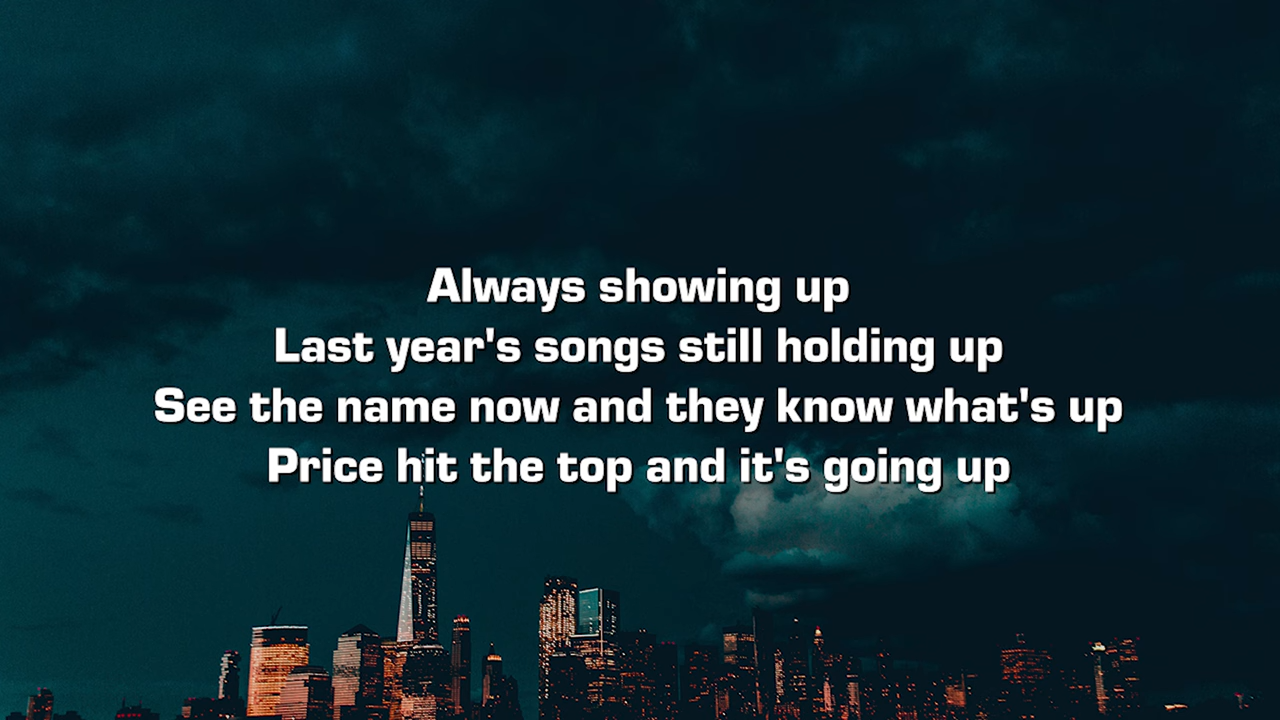 Always showing up
Last year's songs still holding up
See the name now and they know what's up
Price hit the top and it's going up